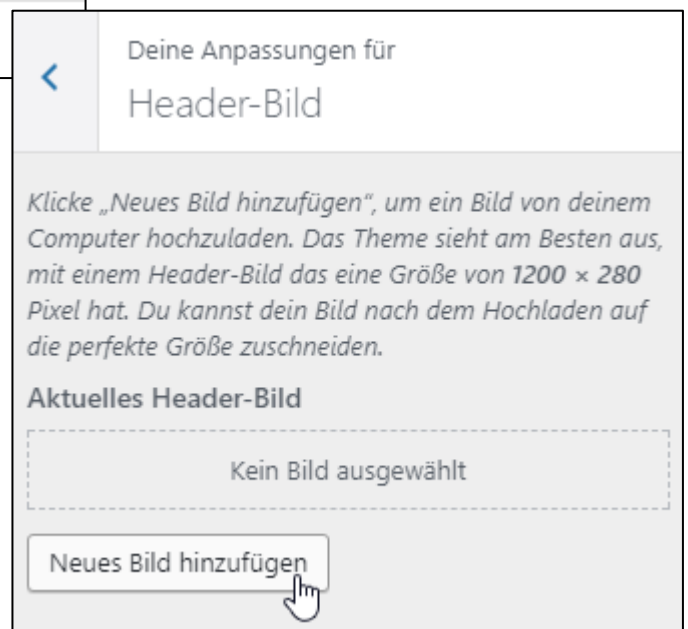 Deine Anpassungen für
Header-Bild
Klicke „Neues Bild hinzufügen“, um ein Bild von deinem
Computer hochzuladen. Das Theme sieht am Besten aus,
mit einem Header-Bild das eine Größe von 1200 × 280
Pixel hat. Du kannst dein Bild nach dem Hochladen auf
die perfekte Größe zuschneiden.
Aktuelles Header-Bild
Kein Bild ausgewählt
Neues Bild hinzufügen